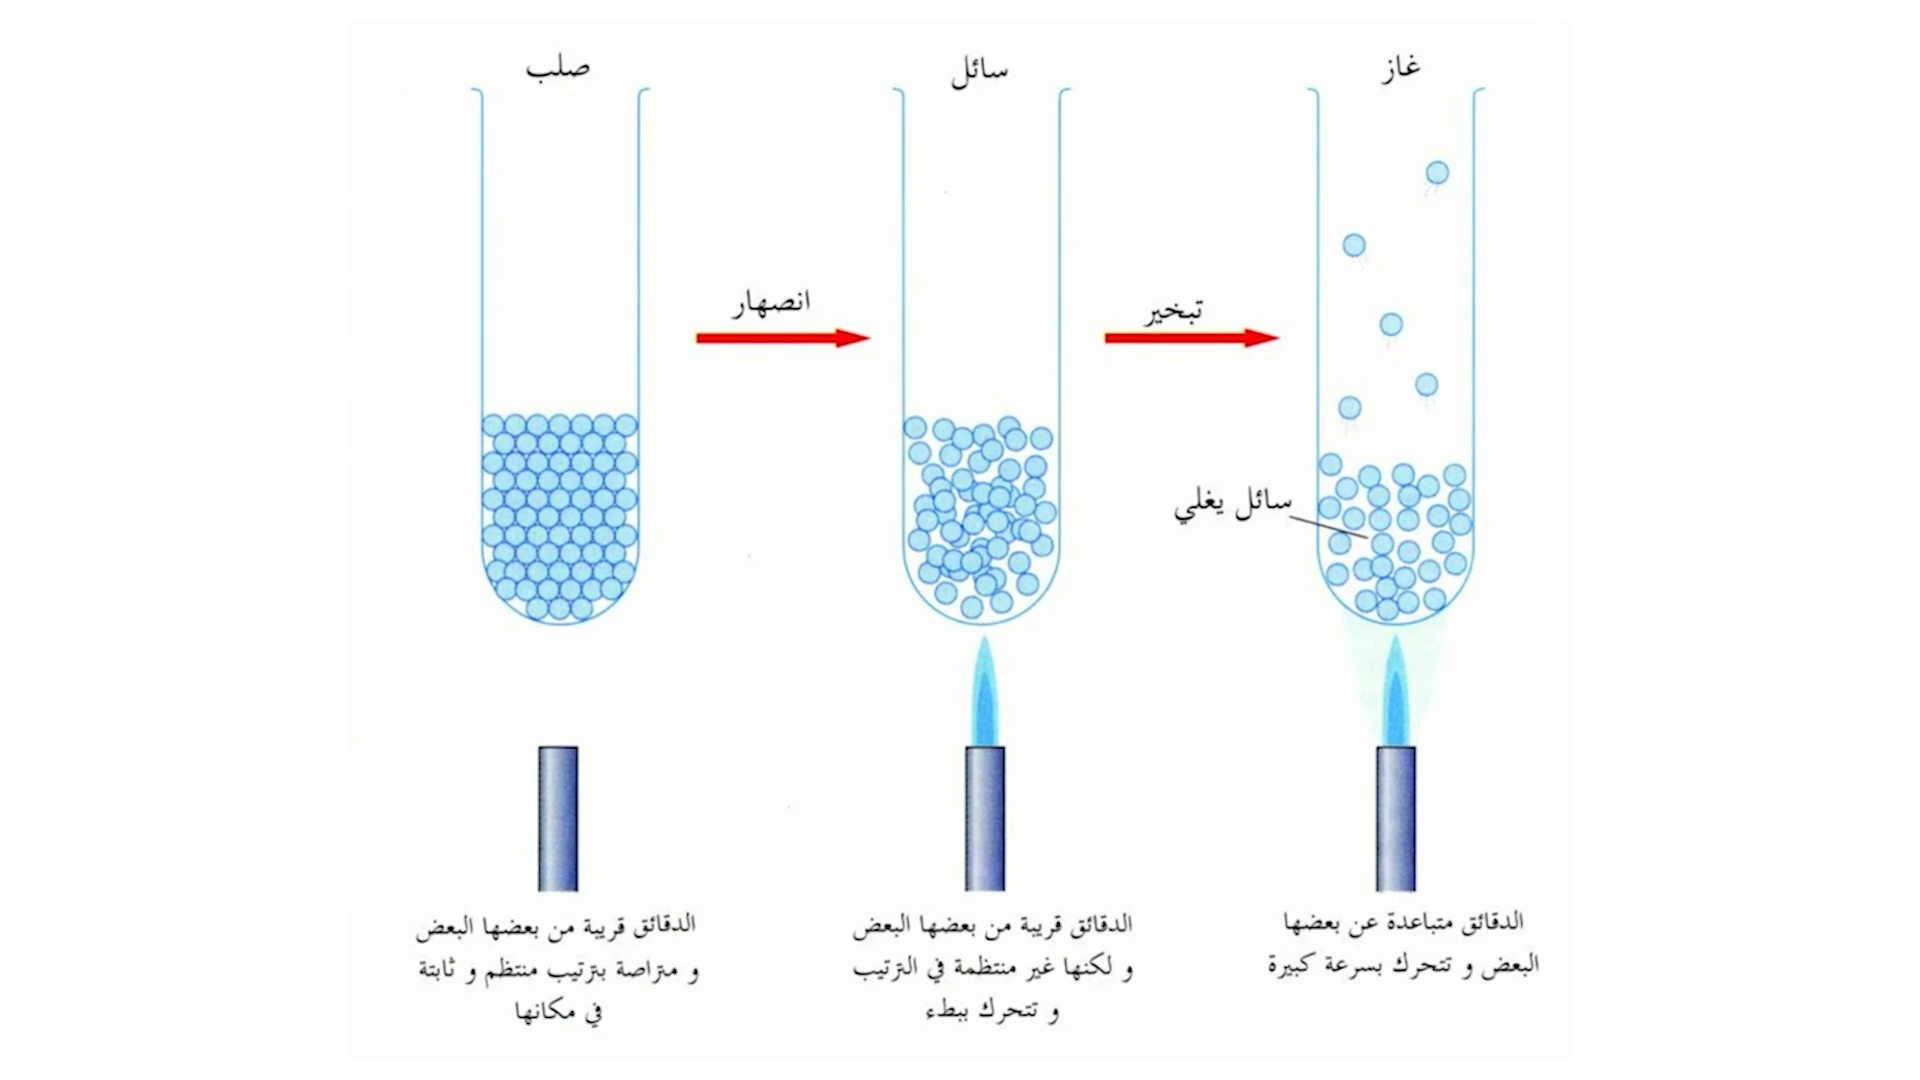 صلب
سائل
غاز
انصهار
تبخير
سائل يغلي
الدقائق قريبة من بعضها البعض
و متراصة بترتيب منتظم و ثابتة
في مكانها
الدقائق قريبة من بعضها البعض
و لكنها غير منتظمة في الترتيب
و تتحرك ببطء
الدقائق متباعدة عن بعضها
البعض و تتحرك بسرعة كبيرة